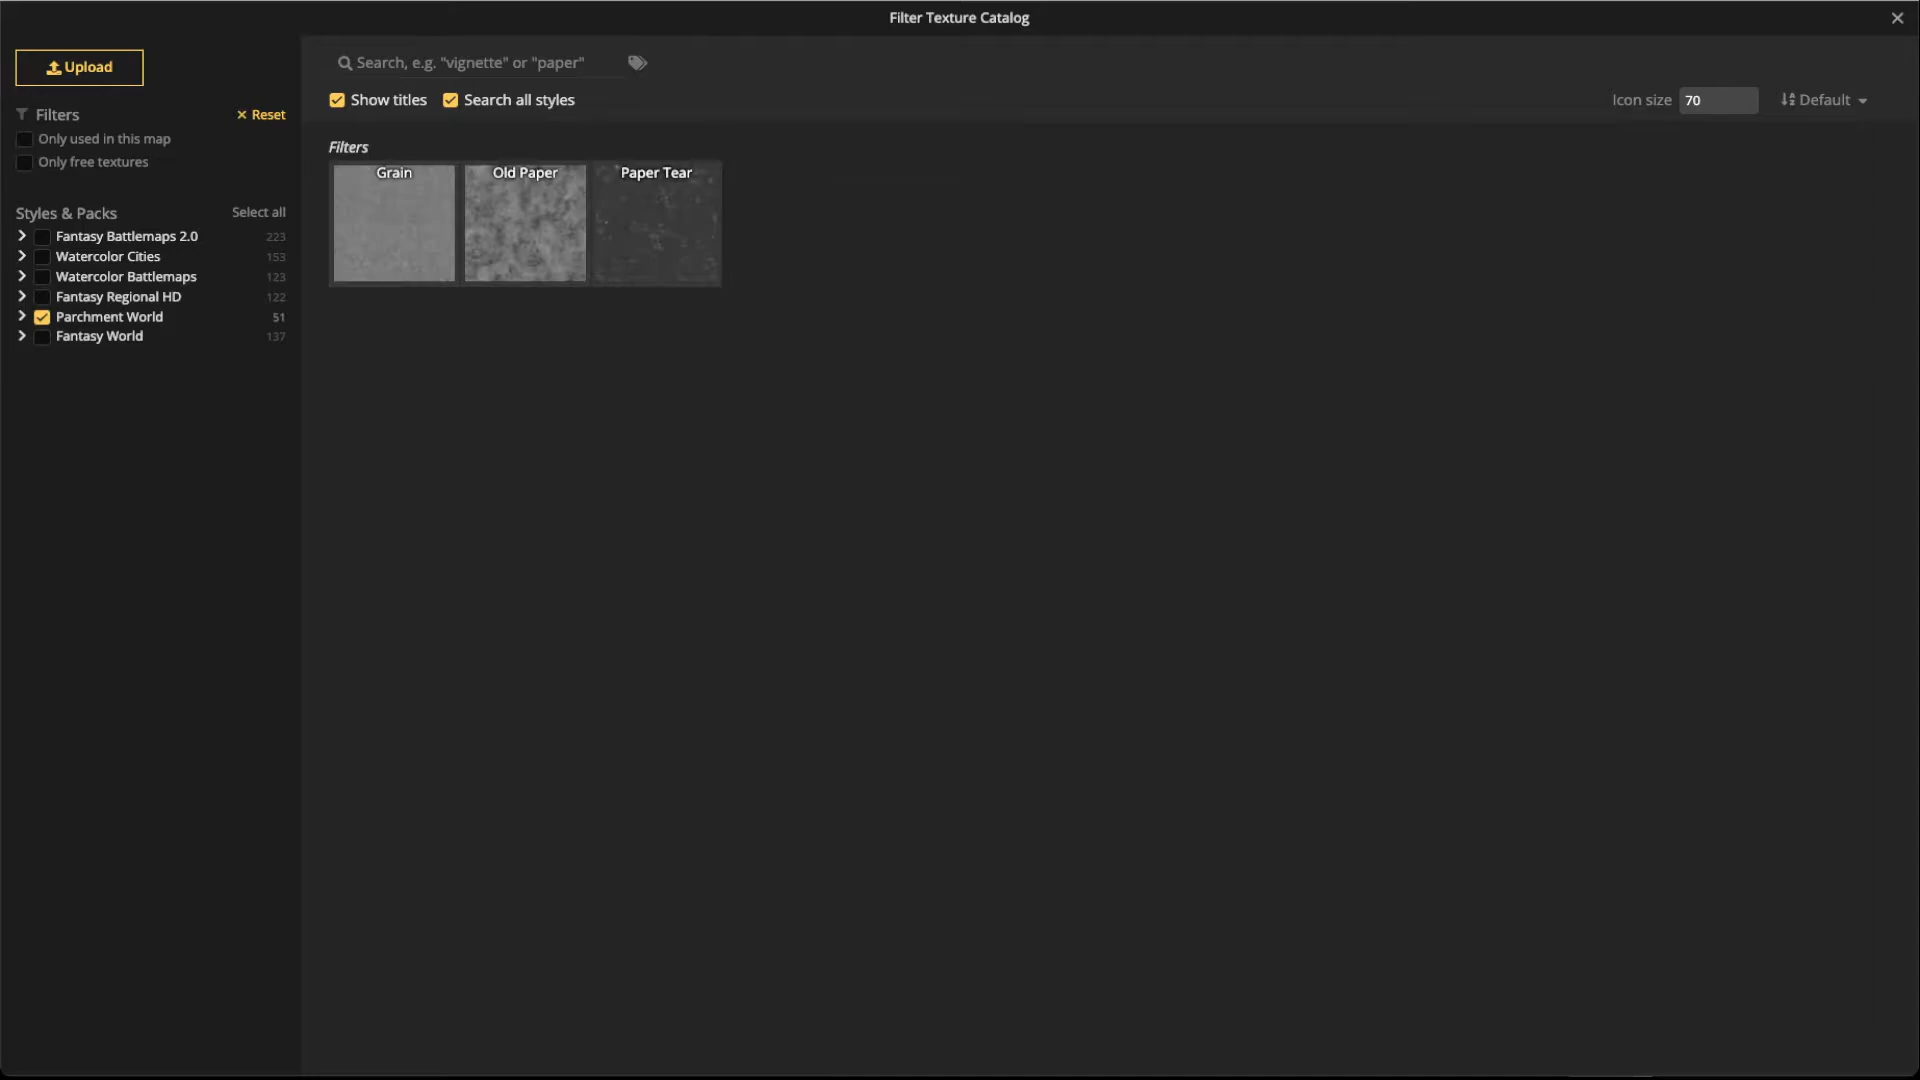 Filter Texture Catalog
Upload
Search, e.g. "vignette" or "paper"
Show titles
Search all styles
Icon size 70
Default
Filters
Reset
Only used in this map
Only free textures
Styles & Packs
Select all
Fantasy Battlemaps 2.0 223
Watercolor Cities 153
Watercolor Battlemaps 123
Fantasy Regional HD 122
Parchment World 51
Fantasy World 137
Filters
Grain
Old Paper
Paper Tear